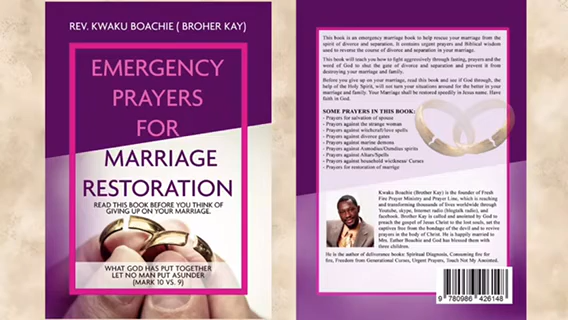 REV. KWAKU BOACHIE ( BROHER KAY)
EMERGENCY
PRAYERS
FOR
MARRIAGE
RESTORATION
READ THIS BOOK BEFORE YOU THINK OF
GIVING UP ON YOUR MARRIAGE.
WHAT GOD HAS PUT TOGETHER
LET NO MAN PUT ASUNDER
(MARK 10 VS. 9)
This book is an emergency marriage book to help rescue your marriage from the
spirit of divorce and separation. It contains urgent prayers and Biblical wisdom
used to reverse the course of divorce and separation in your marriage.
This book will teach you how to fight aggressively through fasting, prayers and the
word of God to shut the gate of divorce and separation and prevent it from
destroying your marriage and family.
Before you give up on your marriage, read this book and see if God through, the
help of the Holy Spirit, will not turn your situations around for the better in your
marriage and family. Your Marriage shall be restored speedily in Jesus name. Have
faith in God.
SOME PRAYERS IN THIS BOOK:
- Prayers for salvation of spouse
- Prayers against the strange woman
- Prayers against witchcraft/love spells
- Prayers against divorce gates
- Prayers against marine demons
- Prayers against Asmodius/Osmdius spirits
- Prayers against Altars/Spells
- Prayers against household wickedness/ Curses
- Prayers for restoration of marrige
Kwaku Boachie (Brother Kay) is the founder of Fresh
Fire Prayer Ministry and Prayer Line, which is reaching
and transforming thousands of lives worldwide through
Youtube, skype, Internet radio (blogtalk radio), and
facebook. Brother Kay is called and anointed by God to
preach the gospel of Jesus Christ to the lost souls, set the
captives free from the bondage of the devil and to revive
prayers in the body of Christ. He is happily married to
Mrs. Esther Boachie and God has blessed them with
three children.
He is the author of deliverance books: Spiritual Diagnosis, Consuming fire for
fire, Freedom from Generational Curses, Urgent Prayers, Touch Not My Anointed.
9 780986 426148